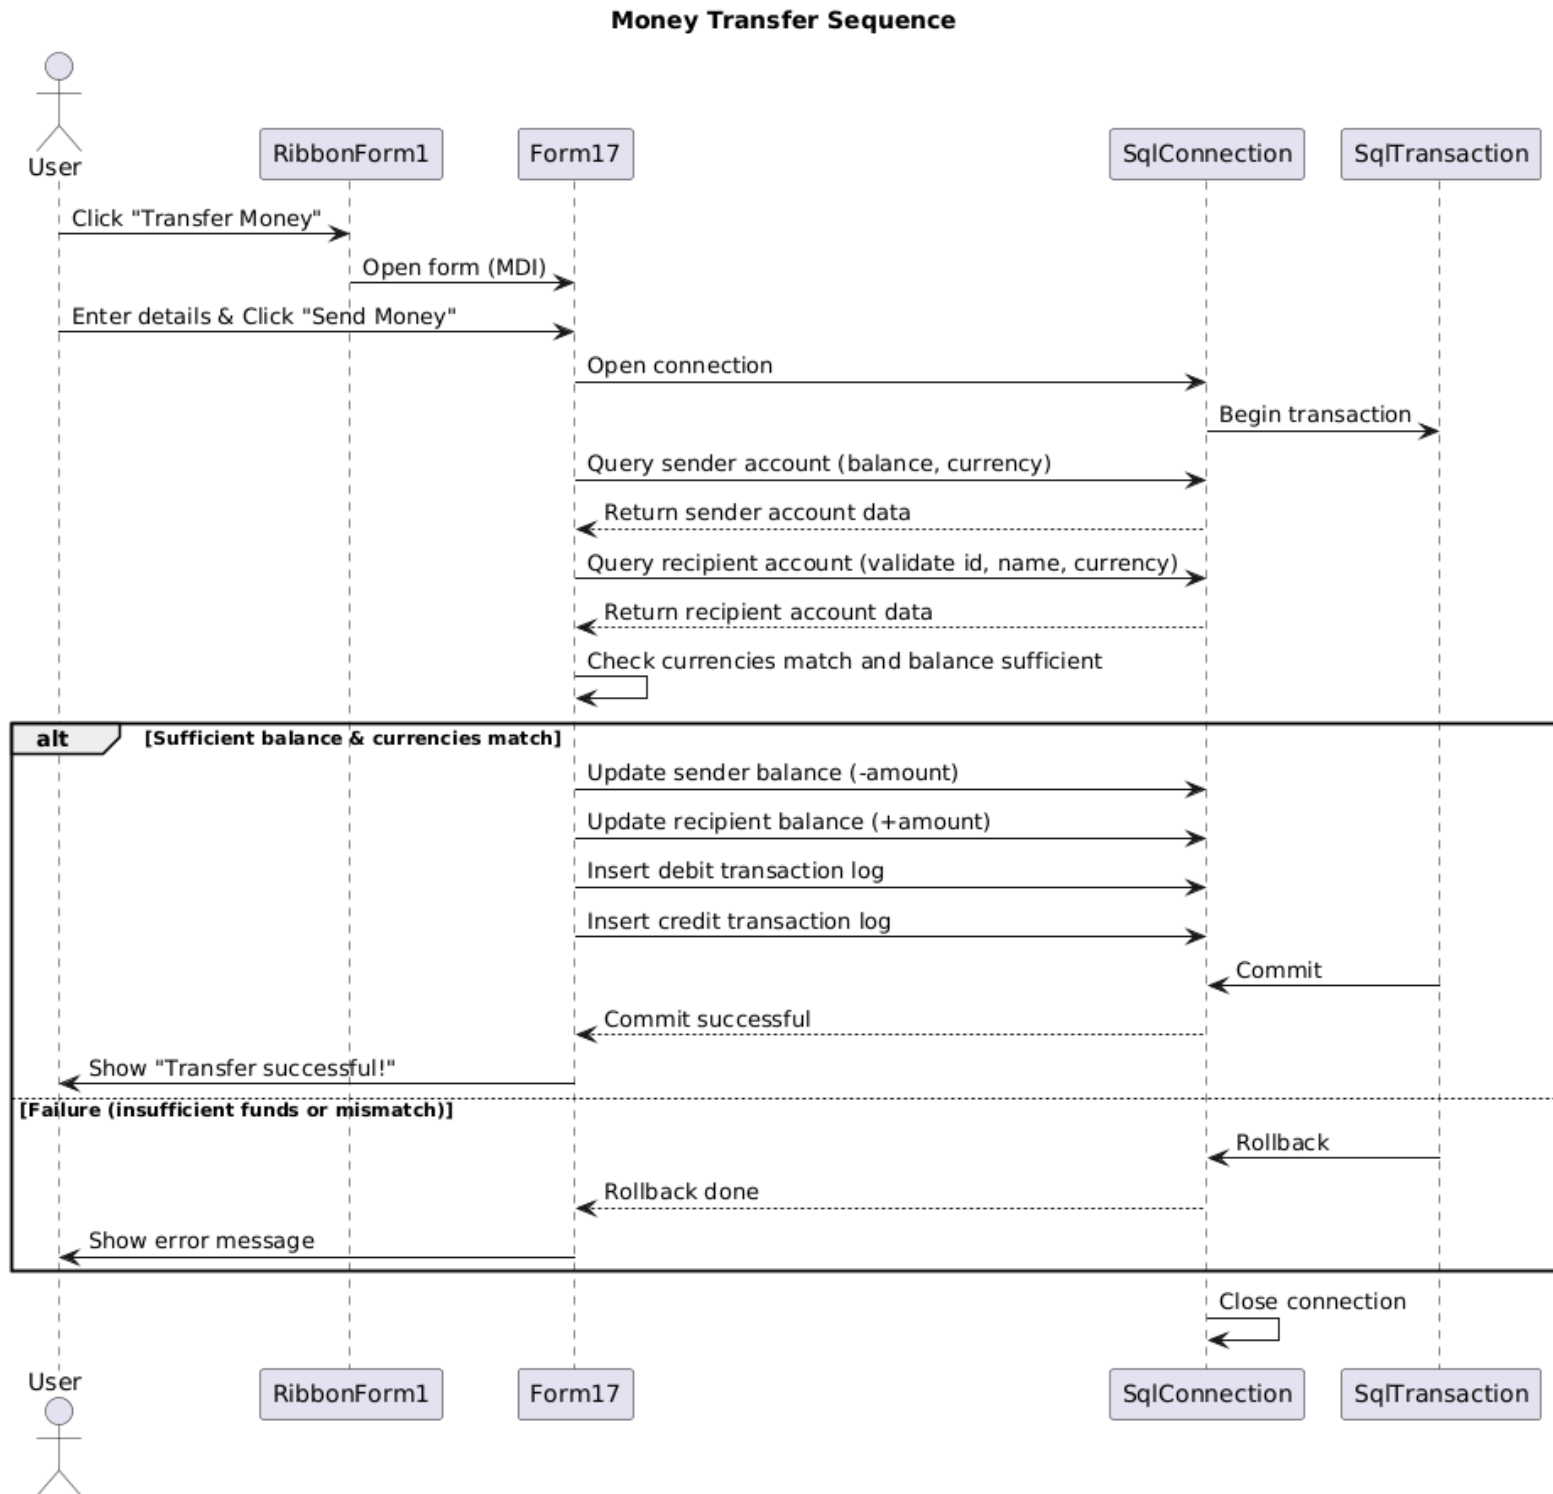 Money Transfer Sequence
User
RibbonForm1
Form17
SqlConnection
SqlTransaction
Click "Transfer Money"
Open form (MDI)
Enter details & Click "Send Money"
Open connection
Begin transaction
Query sender account (balance, currency)
Return sender account data
Query recipient account (validate id, name, currency)
Return recipient account data
Check currencies match and balance sufficient
alt
[Sufficient balance & currencies match]
Update sender balance (-amount)
Update recipient balance (+amount)
Insert debit transaction log
Insert credit transaction log
Commit
Commit successful
Show "Transfer successful!"
[Failure (insufficient funds or mismatch)]
Rollback
Rollback done
Show error message
Close connection
User
RibbonForm1
Form17
SqlConnection
SqlTransaction